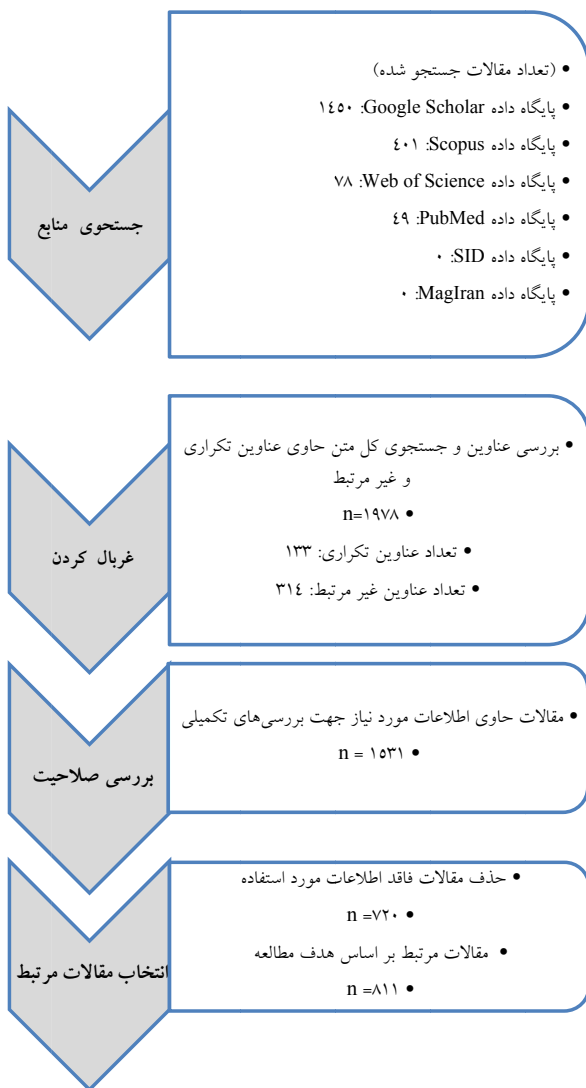 • (تعداد مقالات جستجو شده)
• پایگاه داده Google Scholar: ۱٤٥۰
• پایگاه داده Scopus: ٤۰۱
• پایگاه داده Web of Science: ۷۸
• پایگاه داده PubMed: ٤۹
• پایگاه داده SID: ۰
• پایگاه داده MagIran: ۰
جستجوی منابع
• بررسی عناوین و جستجوی کل متن حاوی عناوین تکراری
و غیر مرتبط
• n=۱۹۷۸
• تعداد عناوین تکراری: ۱۳۳
• تعداد عناوین غیر مرتبط: ۳۱٤
غربال کردن
• مقالات حاوی اطلاعات مورد نیاز جهت بررسی‌های تکمیلی
• n = ۱٥۳۱
بررسی صلاحیت
• حذف مقالات فاقد اطلاعات مورد استفاده
• n =۷۲۰
• مقالات مرتبط بر اساس هدف مطالعه
• n =۸۱۱
انتخاب مقالات مرتبط